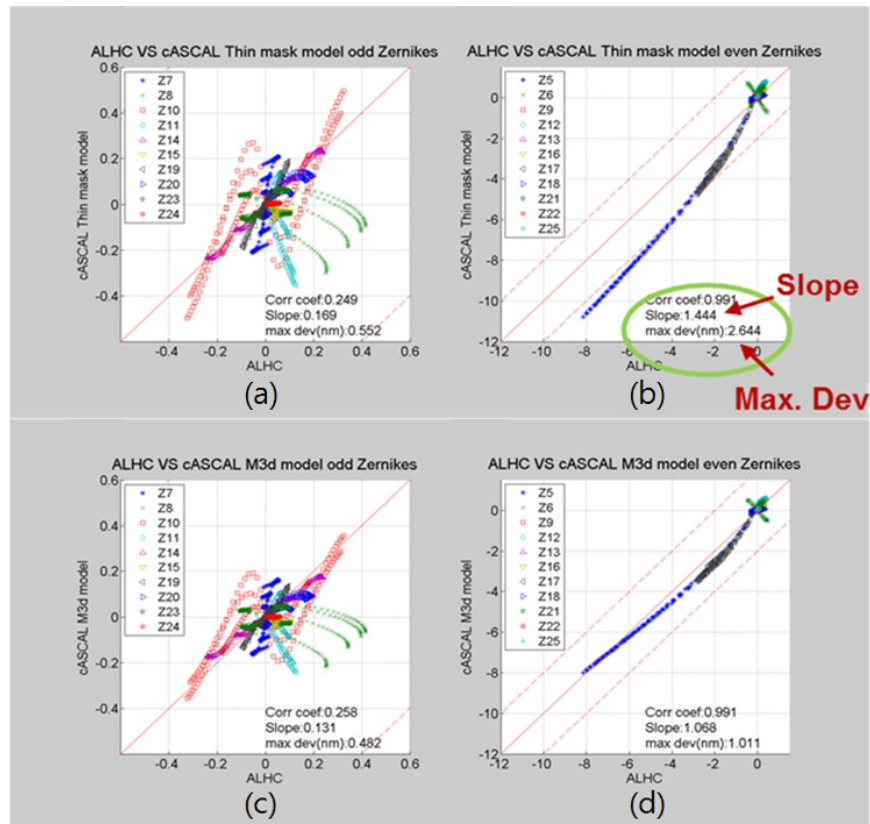 ALHC VS cASCAL Thin mask model odd Zernikes
0.6
0.4
0.2
0
-0.2
-0.4
cASCAL Thin mask model
Z7
Z8
Z10
Z11
Z14
Z15
Z19
Z20
Z23
Z24
Corr coef:0.249
Slope:0.169
max dev(nm):0.552
-0.4
-0.2
0
0.2
0.4
0.6
ALHC
(a)
ALHC VS cASCAL Thin mask model even Zernikes
0
-2
-4
-6
-8
-10
-12
cASCAL Thin mask model
Z5
Z6
Z9
Z12
Z13
Z16
Z17
Z18
Z21
Z22
Z25
Corr coef:0.991
Slope:1.444
max dev(nm):2.644
Slope
Max. Dev
-12
-10
-8
-6
-4
-2
0
ALHC
(b)
ALHC VS cASCAL M3d model odd Zernikes
0.6
0.4
0.2
0
-0.2
-0.4
cASCAL M3d model
Z7
Z8
Z10
Z11
Z14
Z15
Z19
Z20
Z23
Z24
Corr coef:0.258
Slope:0.131
max dev(nm):0.482
-0.4
-0.2
0
0.2
0.4
0.6
ALHC
(c)
ALHC VS cASCAL M3d model even Zernikes
0
-2
-4
-6
-8
-10
-12
cASCAL M3d model
Z5
Z6
Z9
Z12
Z13
Z16
Z17
Z18
Z21
Z22
Z25
Corr coef:0.991
Slope:1.068
max dev(nm):1.011
-12
-10
-8
-6
-4
-2
0
ALHC
(d)